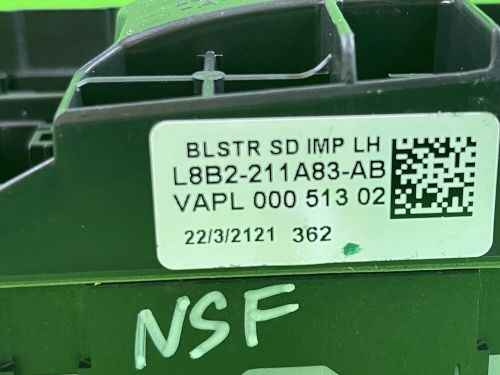 BLSTR SD IMP LH
L8B2-211A83-AB
VAPL 000 513 02
22/3/2121 362
NSF